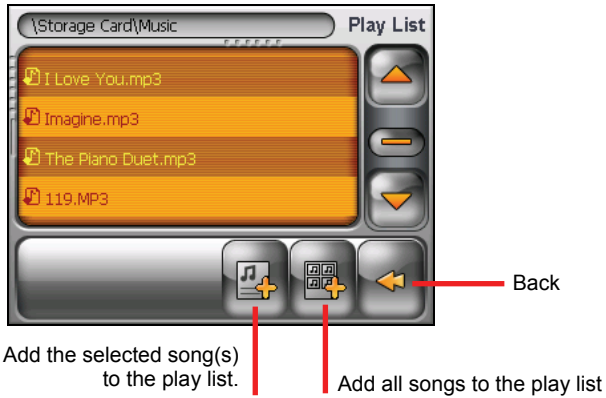 \Storage Card\Music
Play List
I Love You.mp3
Imagine.mp3
The Piano Duet.mp3
119.MP3
Back
Add the selected song(s)
to the play list.
Add all songs to the play list